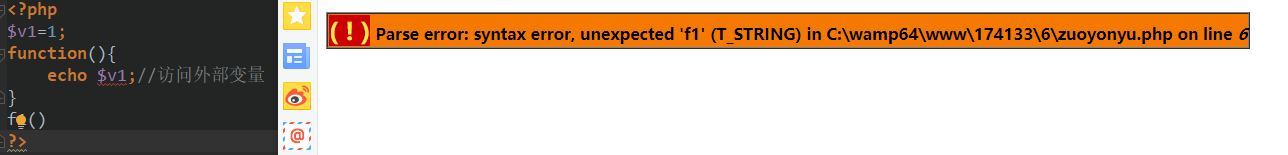 <?php
$v1=1;
function(){
echo $v1;//访问外部变量
}
f1()
?>
@
(!) Parse error: syntax error, unexpected 'f1' (T_STRING) in C:\wamp64\www\174133\6\zuoyonyu.php on line 6